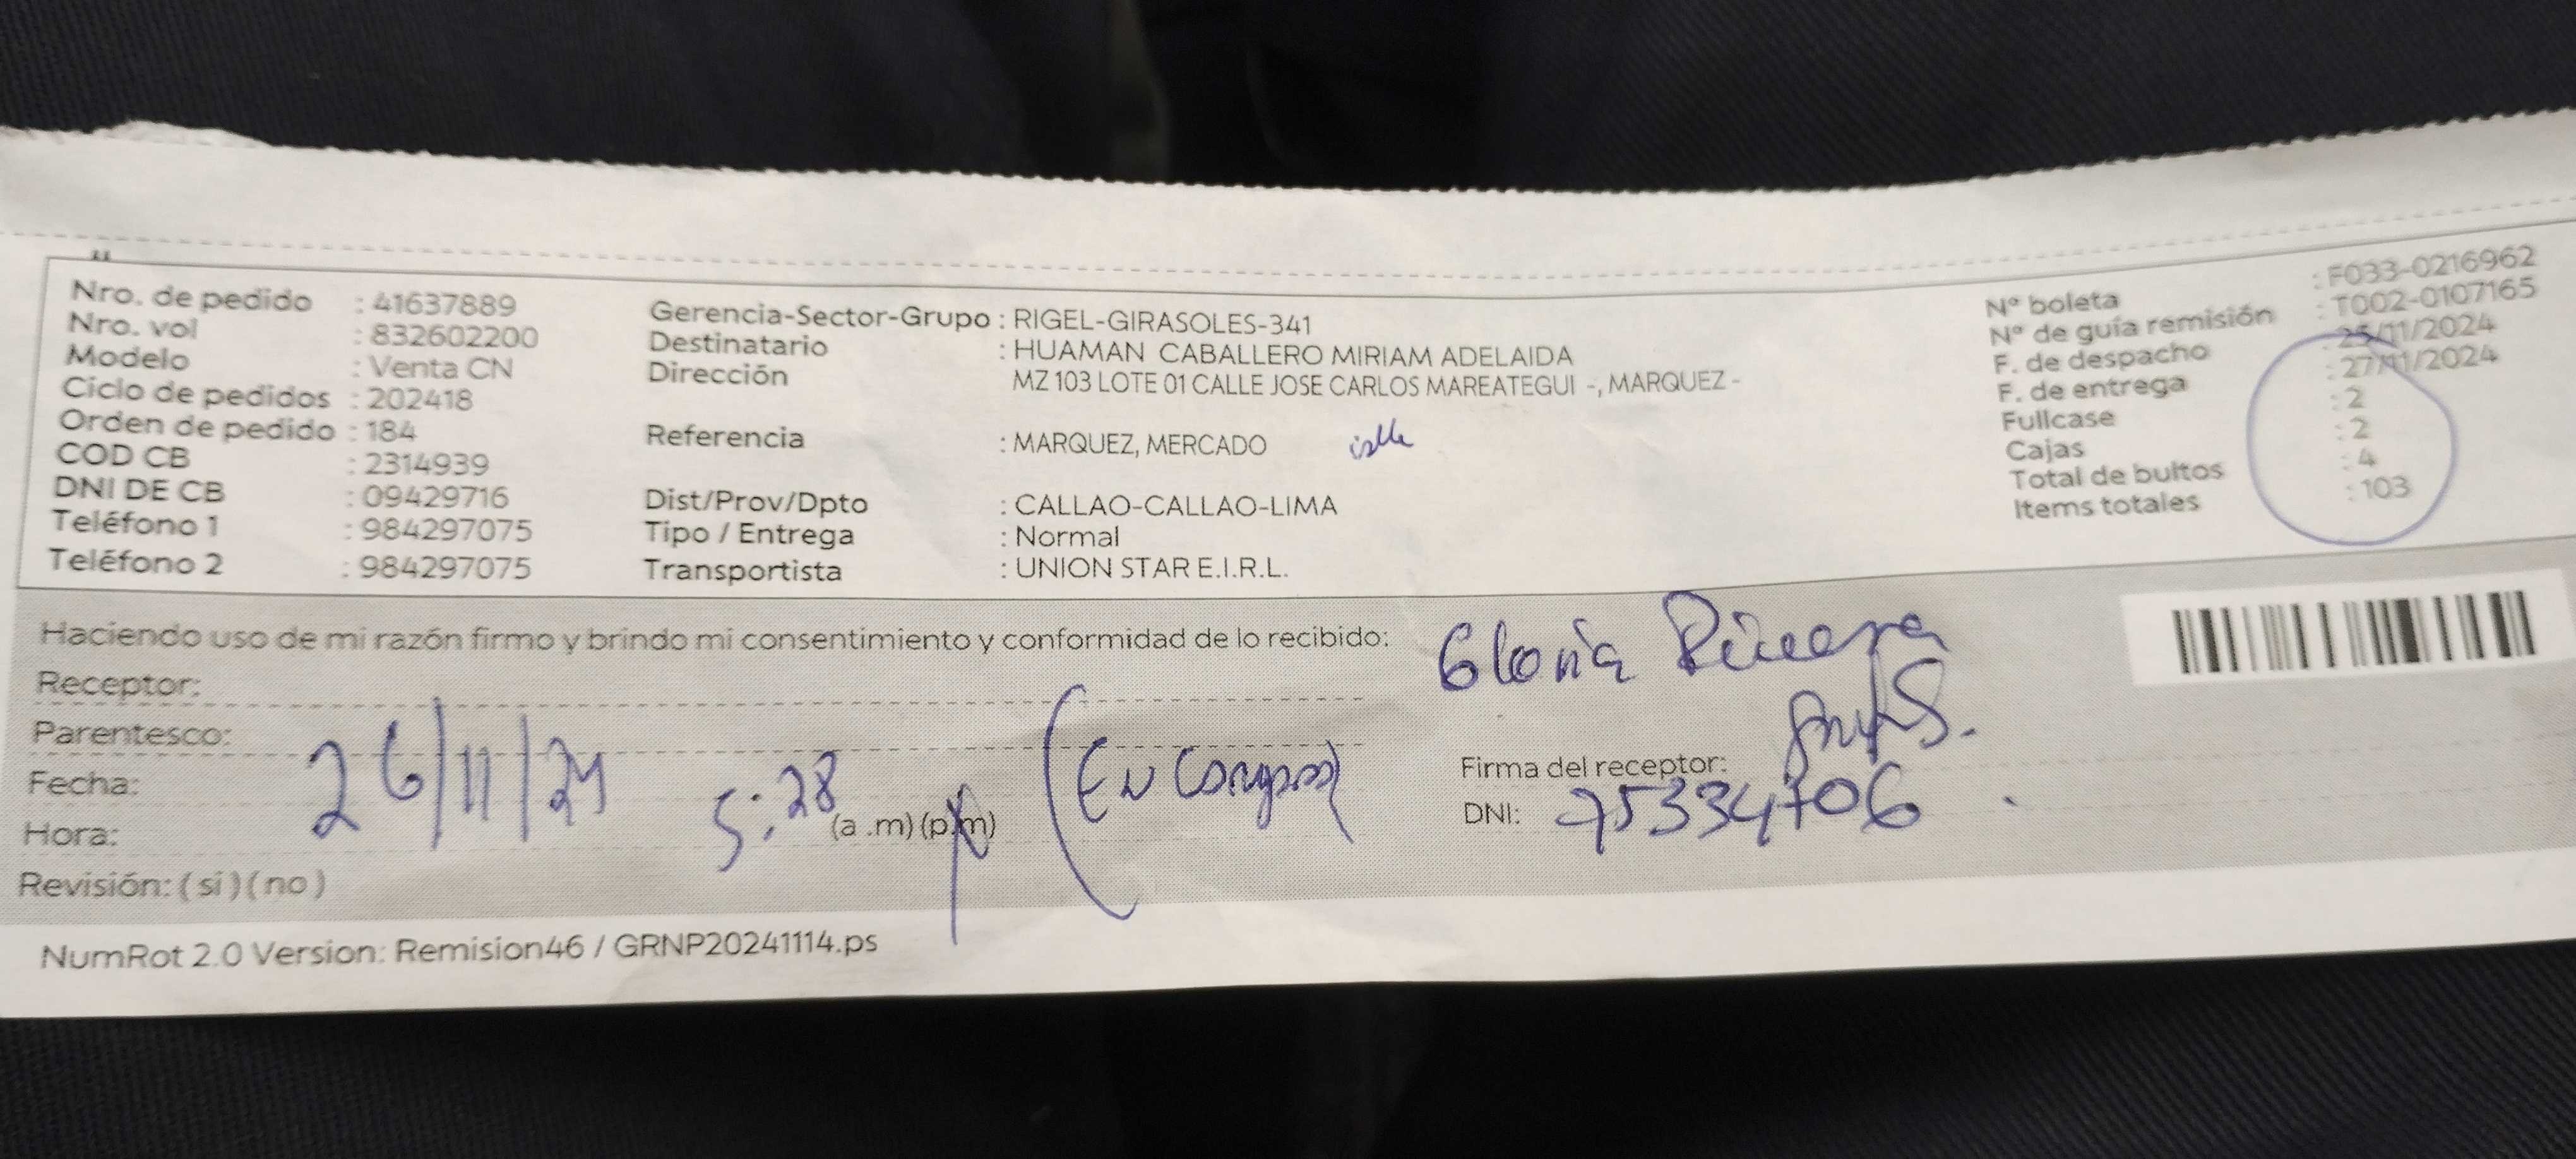 Nro. de pedido : 41637889
Nro. vol : 832602200
Modelo : Venta CN
Ciclo de pedidos : 202418
Orden de pedido : 184
COD CB : 2314939
DNI DE CB : 09429716
Teléfono 1 : 984297075
Teléfono 2 : 984297075
Gerencia-Sector-Grupo : RIGEL-GIRASOLES-341
Destinatario : HUAMAN CABALLERO MIRIAM ADELAIDA
Dirección MZ 103 LOTE 01 CALLE JOSE CARLOS MAREATEGUI -, MARQUEZ -
Referencia : MARQUEZ, MERCADO
Dist/Prov/Dpto : CALLAO-CALLAO-LIMA
Tipo / Entrega : Normal
Transportista : UNION STAR E.I.R.L.
Nº boleta : F033-0216962
Nº de guía remisión : T002-0107165
F. de despacho : 25/11/2024
F. de entrega : 27/11/2024
Fullcase : 2
Cajas : 2
Total de bultos : 4
Items totales : 103
Haciendo uso de mi razón firmo y brindo mi consentimiento y conformidad de lo recibido:
Gloria Rivera
Receptor:
Parentesco:
Fecha: 26/11/24
Hora: 5:28 (a .m) (p.m)
Revisión: ( si ) ( no )
Firma del receptor:
DNI: 75334706
NumRot 2.0 Version: Remision46 / GRNP20241114.ps